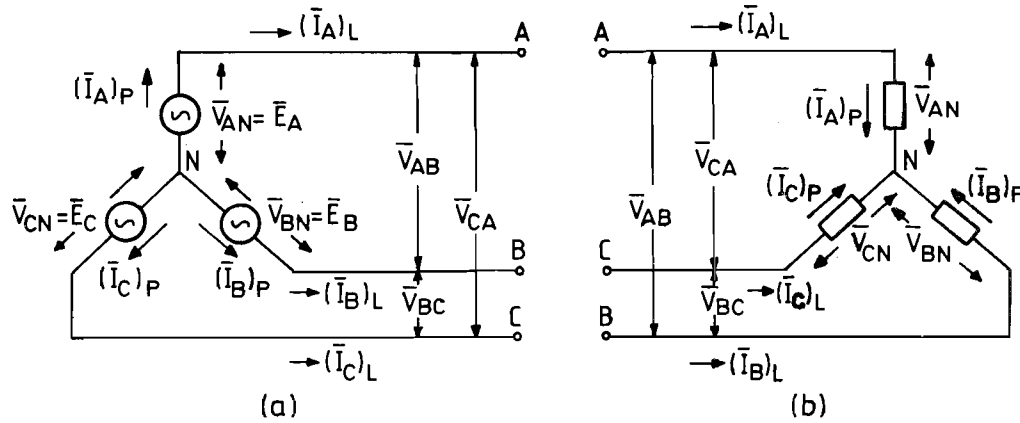 (Ī_A)_L A
(Ī_A)_P
V̄_AN = Ē_A
N
V̄_AB
V̄_CN = Ē_C
V̄_BN = Ē_B
V̄_CA
(Ī_C)_P
(Ī_B)_P
B
(Ī_B)_L
V̄_BC
C
(Ī_C)_L
(a)
A (Ī_A)_L
(Ī_A)_P
V̄_AN
V̄_CA
N
V̄_AB
(Ī_C)_P
(Ī_B)_P
V̄_CN
V̄_BN
C
(Ī_C)_L
V̄_BC
B
(Ī_B)_L
(b)